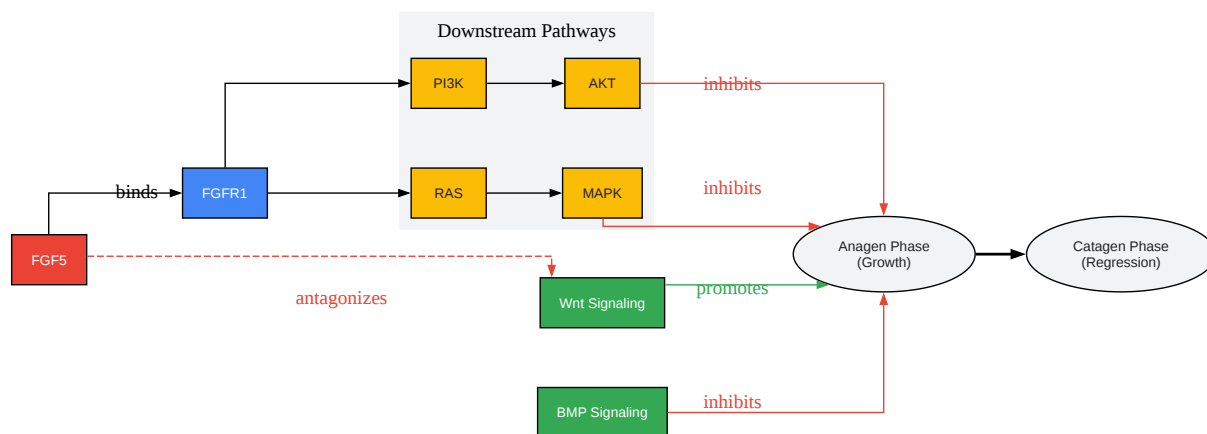 Downstream Pathways
PI3K
AKT
inhibits
binds
FGFR1
RAS
MAPK
inhibits
FGF5
antagonizes
Wnt Signaling
promotes
Anagen Phase
(Growth)
Catagen Phase
(Regression)
BMP Signaling
inhibits